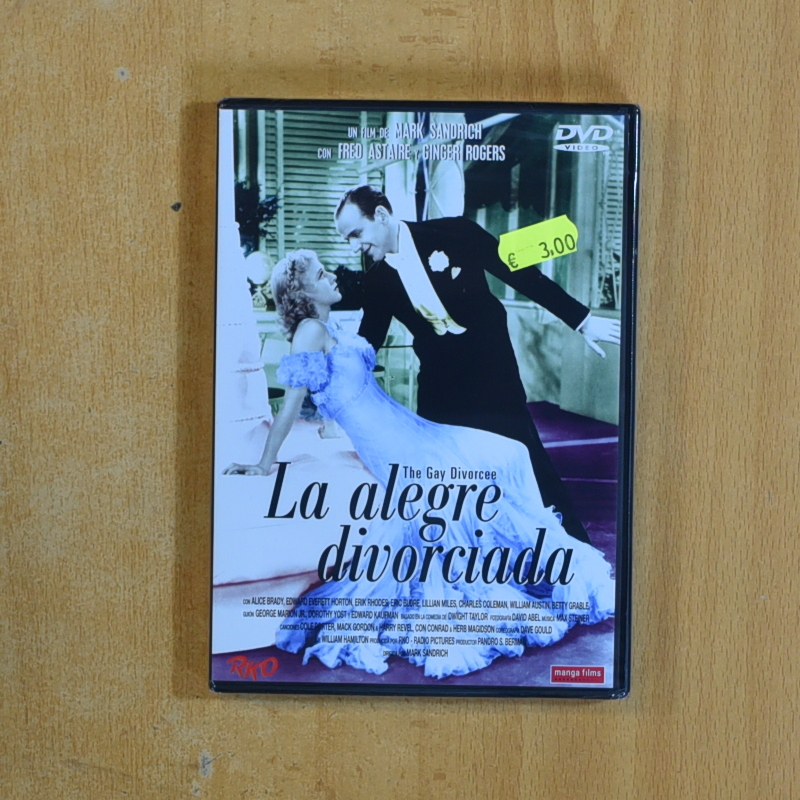 UN FILM DE MARK SANDRICH
CON FRED ASTAIRE Y GINGER ROGERS
DVD
VIDEO
€ 3,00
The Gay Divorcee
La alegre
divorciada
CON ALICE BRADY, EDWARD EVERETT HORTON, ERIK RHODES, ERIC BLORE, LILLIAN MILES, CHARLES COLEMAN, WILLIAM AUSTIN, BETTY GRABLE,
GUIÓN GEORGE MARION JR., DOROTHY YOST Y EDWARD KAUFMAN BASADO EN LA COMEDIA DE DWIGHT TAYLOR FOTOGRAFÍA DAVID ABEL MÚSICA MAX STEINER
CANCIONES COLE PORTER, MACK GORDON & HARRY REVEL, CON CONRAD & HERB MAGIDSON COREOGRAFÍA DAVE GOULD
WILLIAM HAMILTON PRODUCIDA POR RKO - RADIO PICTURES PRODUCTOR PANDRO S. BERMAN
MARK SANDRICH
RKO
manga films